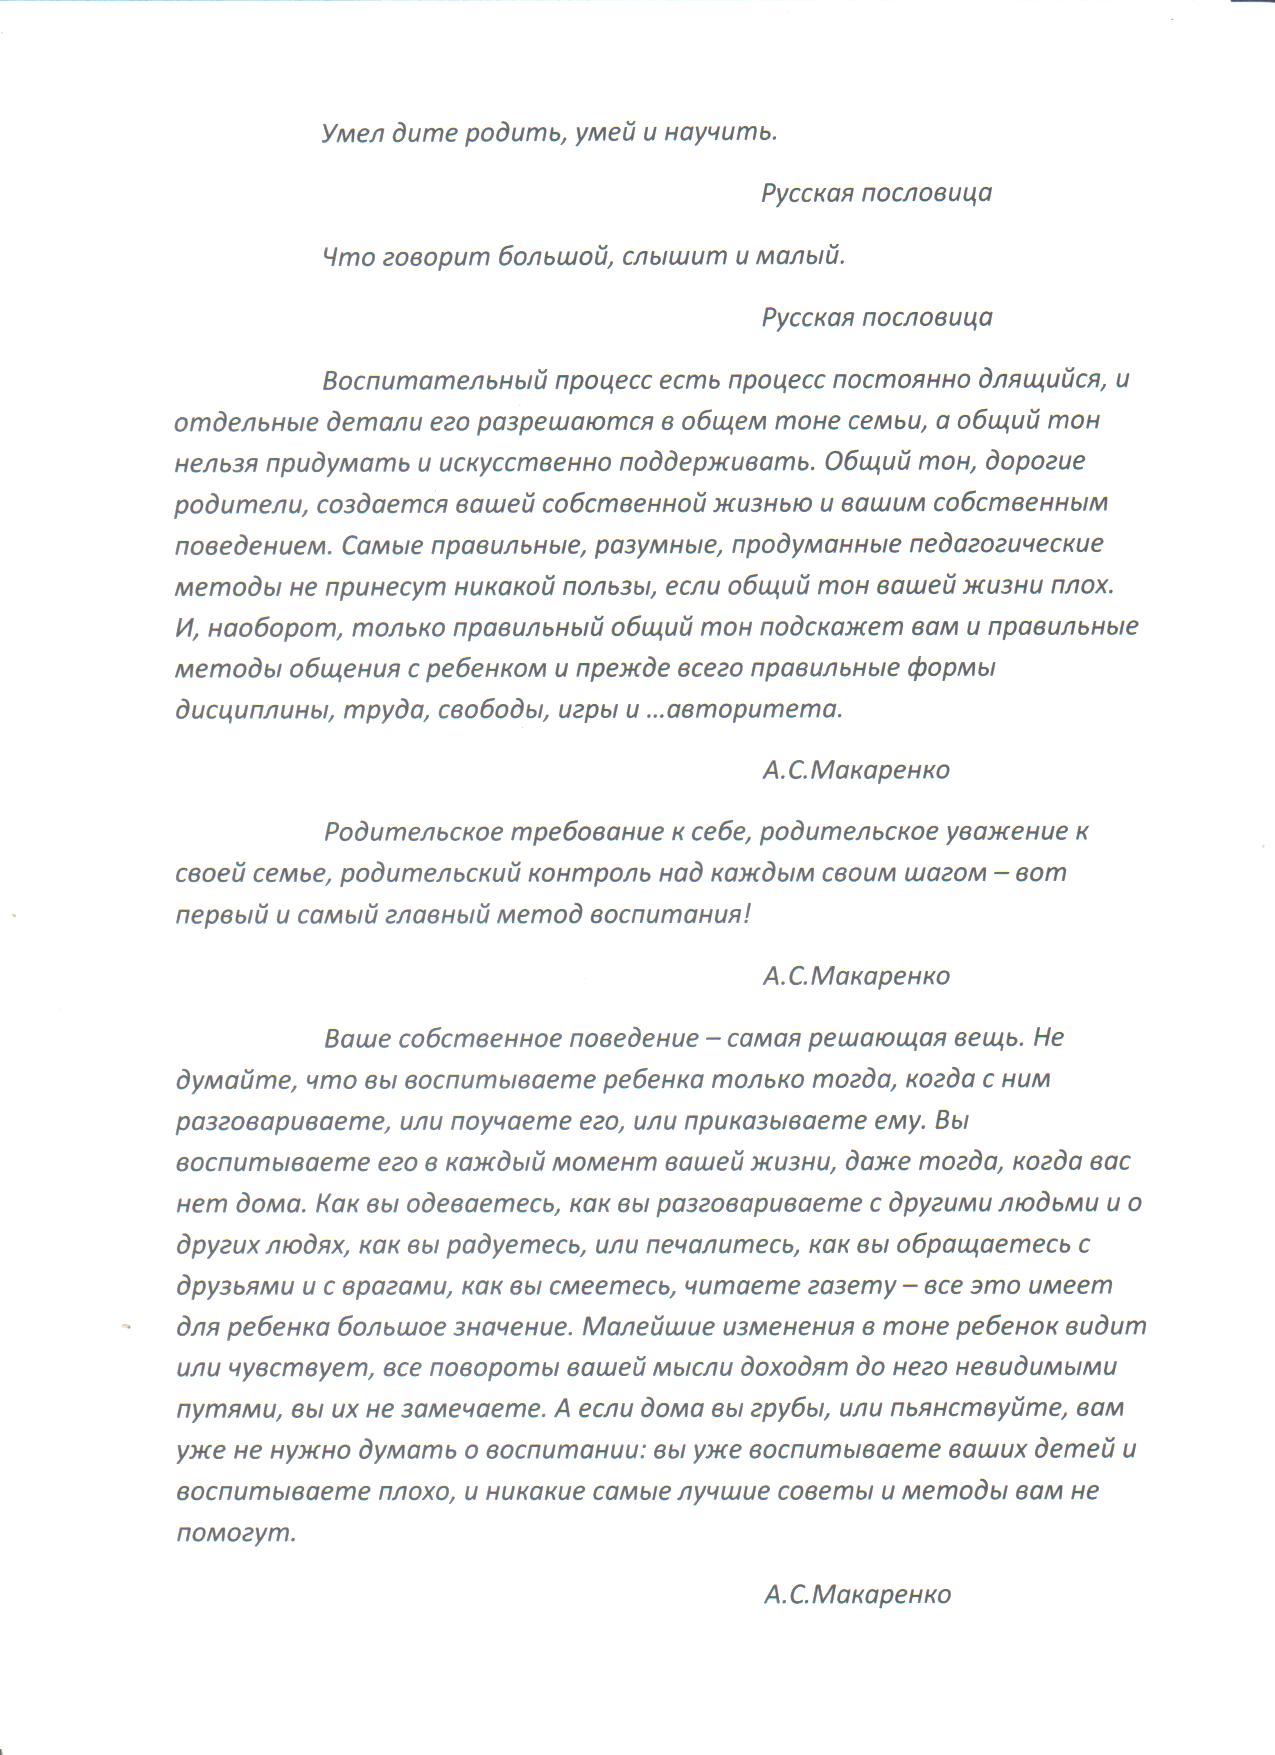 Умел дите родить, умей и научить.
Русская пословица
Что говорит большой, слышит и малый.
Русская пословица
Воспитательный процесс есть процесс постоянно длящийся, и
отдельные детали его разрешаются в общем тоне семьи, а общий тон
нельзя придумать и искусственно поддерживать. Общий тон, дорогие
родители, создается вашей собственной жизнью и вашим собственным
поведением. Самые правильные, разумные, продуманные педагогические
методы не принесут никакой пользы, если общий тон вашей жизни плох.
И, наоборот, только правильный общий тон подскажет вам и правильные
методы общения с ребенком и прежде всего правильные формы
дисциплины, труда, свободы, игры и ...авторитета.
А.С.Макаренко
Родительское требование к себе, родительское уважение к
своей семье, родительский контроль над каждым своим шагом – вот
первый и самый главный метод воспитания!
А.С.Макаренко
Ваше собственное поведение – самая решающая вещь. Не
думайте, что вы воспитываете ребенка только тогда, когда с ним
разговариваете, или поучаете его, или приказываете ему. Вы
воспитываете его в каждый момент вашей жизни, даже тогда, когда вас
нет дома. Как вы одеваетесь, как вы разговариваете с другими людьми и о
других людях, как вы радуетесь, или печалитесь, как вы обращаетесь с
друзьями и с врагами, как вы смеетесь, читаете газету – все это имеет
для ребенка большое значение. Малейшие изменения в тоне ребенок видит
или чувствует, все повороты вашей мысли доходят до него невидимыми
путями, вы их не замечаете. А если дома вы грубы, или пьянствуйте, вам
уже не нужно думать о воспитании: вы уже воспитываете ваших детей и
воспитываете плохо, и никакие самые лучшие советы и методы вам не
помогут.
А.С.Макаренко